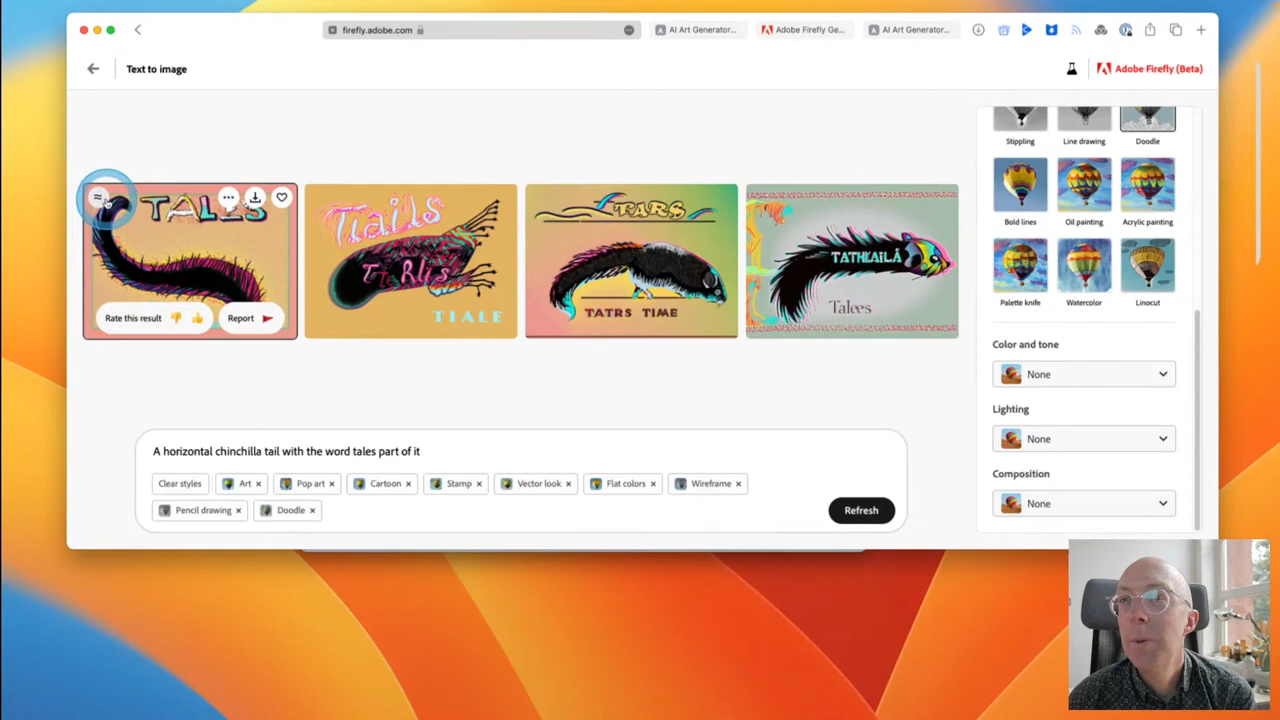 firefly.adobe.com
AI Art Generator...
Adobe Firefly Ge...
AI Art Generator...
Text to image
Adobe Firefly (Beta)
TALES
Rate this result
Report
Tails
TIALE
TARS
TATRS TIME
TATHŁAILÁ
Talees
Stippling
Line drawing
Doodle
Bold lines
Oil painting
Acrylic painting
Palette knife
Watercolor
Linocut
Color and tone
None
Lighting
None
Composition
None
A horizontal chinchilla tail with the word tales part of it
Clear styles
Art ×
Pop art ×
Cartoon ×
Stamp ×
Vector look ×
Flat colors ×
Wireframe ×
Pencil drawing ×
Doodle ×
Refresh